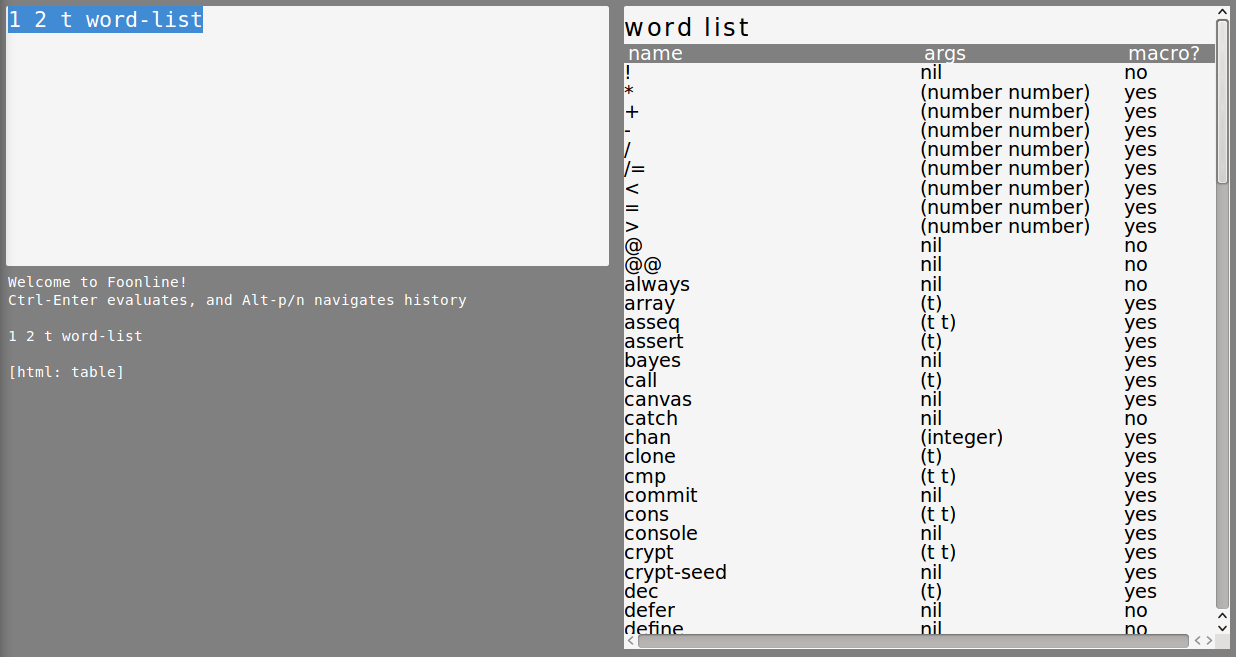 1 2 t word-list
Welcome to Foonline!
Ctrl-Enter evaluates, and Alt-p/n navigates history
1 2 t word-list
[html: table]
word list
name args macro?
! nil no
* (number number) yes
+ (number number) yes
- (number number) yes
/ (number number) yes
/= (number number) yes
< (number number) yes
= (number number) yes
> (number number) yes
@ nil no
@@ nil no
always nil no
array (t) yes
asseq (t t) yes
assert (t) yes
bayes nil yes
call (t) yes
canvas nil yes
catch nil no
chan (integer) yes
clone (t) yes
cmp (t t) yes
commit nil yes
cons (t t) yes
console nil yes
crypt (t t) yes
crypt-seed nil yes
dec (t) yes
defer nil no
define nil no